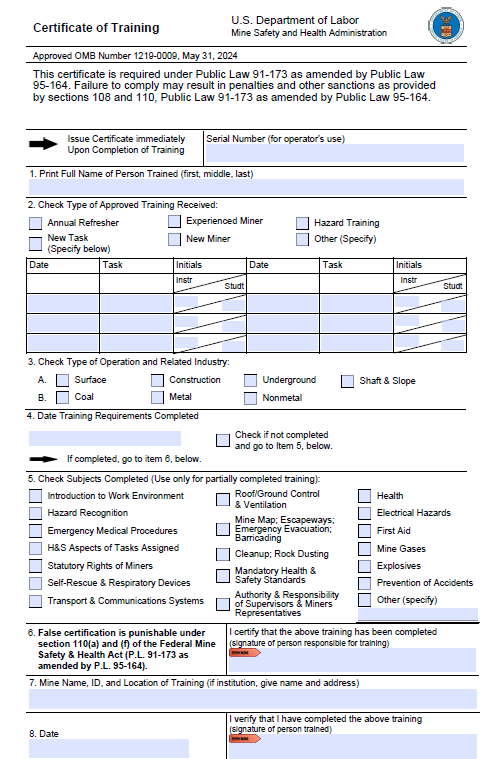 Certificate of Training
U.S. Department of Labor
Mine Safety and Health Administration
Approved OMB Number 1219-0009, May 31, 2024
This certificate is required under Public Law 91-173 as amended by Public Law
95-164. Failure to comply may result in penalties and other sanctions as provided
by sections 108 and 110, Public Law 91-173 as amended by Public Law 95-164.
Issue Certificate immediately
Upon Completion of Training
Serial Number (for operator's use)
1. Print Full Name of Person Trained (first, middle, last)
2. Check Type of Approved Training Received:
Annual Refresher
Experienced Miner
Hazard Training
New Task
(Specify below)
New Miner
Other (Specify)
Date Task Initials Date Task Initials
Instr Studt Instr Studt
3. Check Type of Operation and Related Industry:
A. Surface Construction Underground Shaft & Slope
B. Coal Metal Nonmetal
4. Date Training Requirements Completed
Check if not completed
and go to Item 5, below.
If completed, go to item 6, below.
5. Check Subjects Completed (Use only for partially completed training):
Introduction to Work Environment
Hazard Recognition
Emergency Medical Procedures
H&S Aspects of Tasks Assigned
Statutory Rights of Miners
Self-Rescue & Respiratory Devices
Transport & Communications Systems
Roof/Ground Control
& Ventilation
Mine Map; Escapeways;
Emergency Evacuation;
Barricading
Cleanup; Rock Dusting
Mandatory Health &
Safety Standards
Authority & Responsibility
of Supervisors & Miners
Representatives
Health
Electrical Hazards
First Aid
Mine Gases
Explosives
Prevention of Accidents
Other (specify)
6. False certification is punishable under
section 110(a) and (f) of the Federal Mine
Safety & Health Act (P.L. 91-173 as
amended by P.L. 95-164).
I certify that the above training has been completed
(signature of person responsible for training)
7. Mine Name, ID, and Location of Training (if institution, give name and address)
8. Date
I verify that I have completed the above training
(signature of person trained)